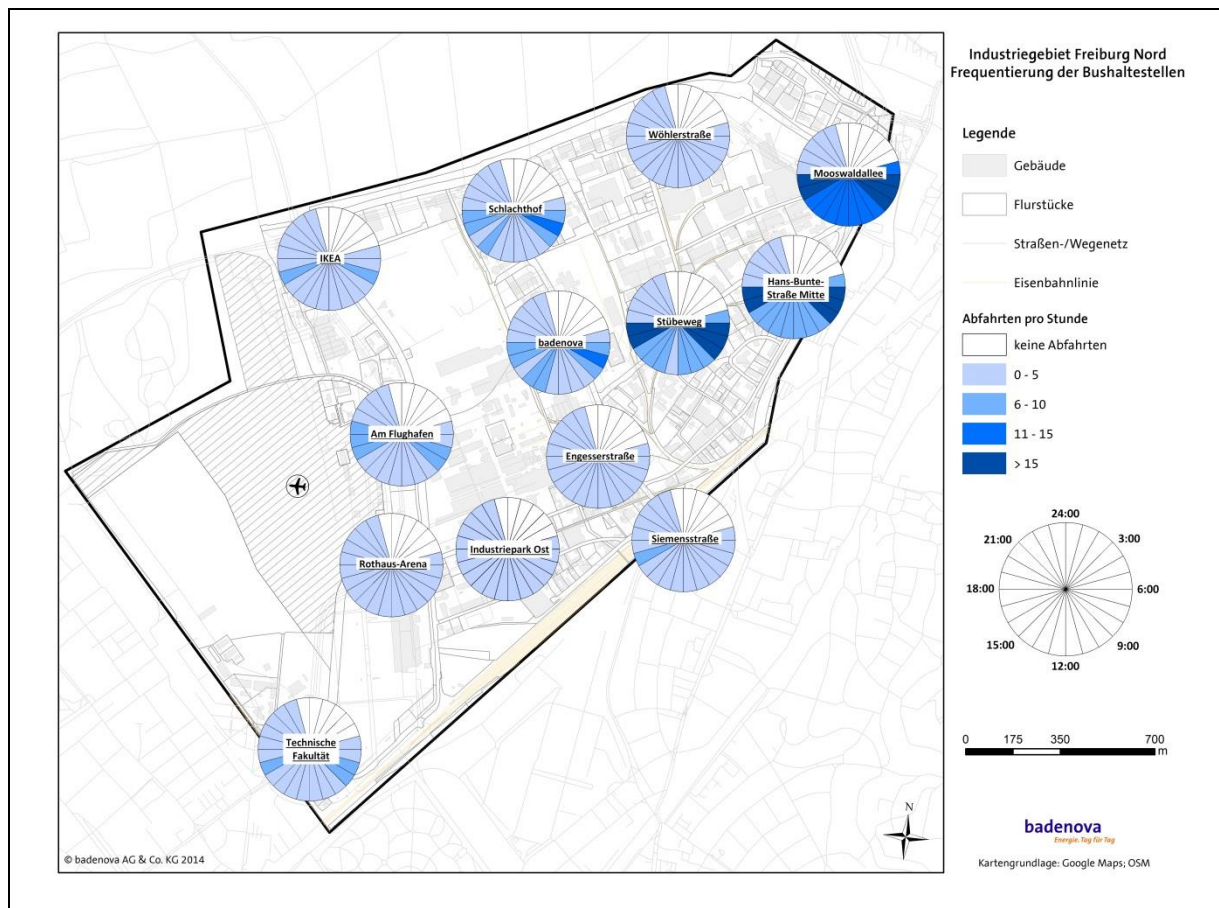 Industriegebiet Freiburg Nord
Frequentierung der Bushaltestellen
Legende
Gebäude
Flurstücke
Straßen-/Wegenetz
Eisenbahnlinie
Abfahrten pro Stunde
keine Abfahrten
0 - 5
6 - 10
11 - 15
> 15
24:00
21:00
3:00
18:00
6:00
15:00
9:00
12:00
0 175 350 700
m
badenova
Energie. Tag für Tag
Kartengrundlage: Google Maps; OSM
Wöhlerstraße
Mooswaldallee
Schlachthof
IKEA
Hans-Bunte-
Straße Mitte
Stübeweg
badenova
Am Flughafen
Engesserstraße
Siemensstraße
Industriepark Ost
Rothaus-Arena
Technische
Fakultät
N
© badenova AG & Co. KG 2014